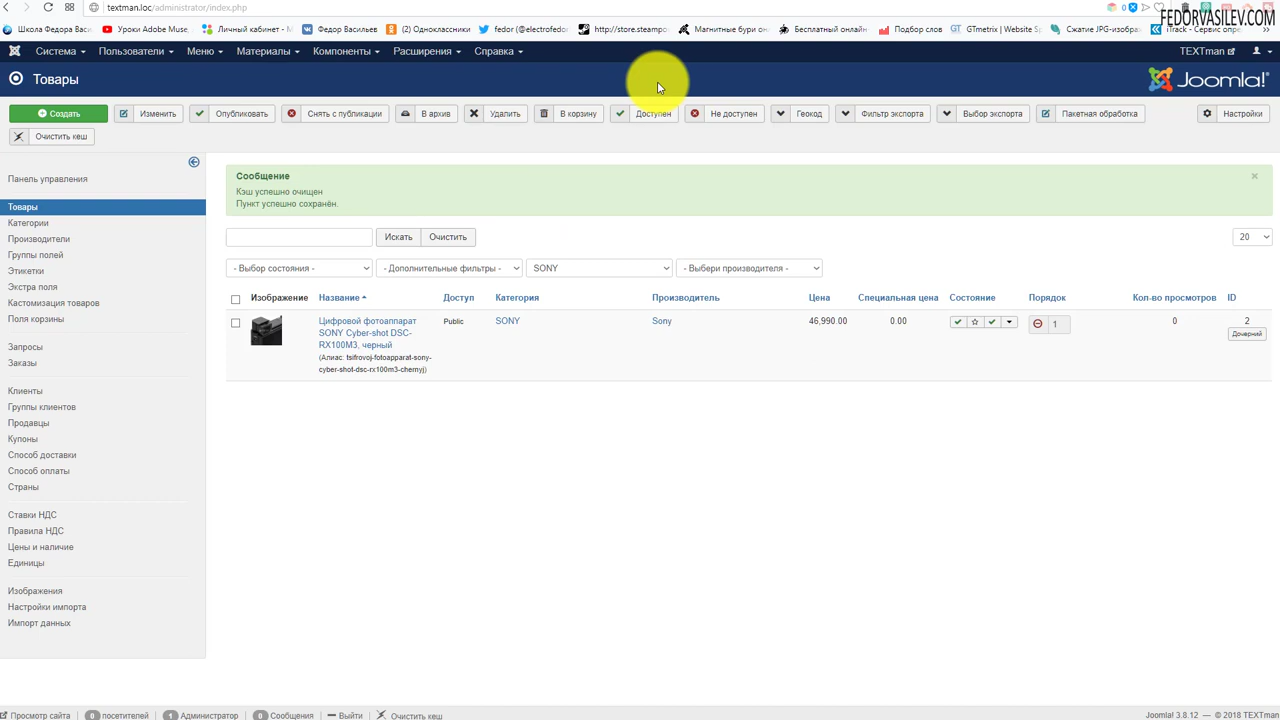 textman.loc/administrator/index.php
FEDORVASILEV.COM
Школа Федора Васи.
Уроки Adobe Muse.
Личный кабинет - М
Федор Васильев
fedor (@electrofedot
http://store.steampo
Магнитные бури он
Бесплатный онлайн
Подбор слов
GTmetrix | Website S
Сжатие JPG-изобра
iTrack - Сервис опре
Система
Пользователи
Меню
Материалы
Компоненты
Расширения
Справка
TEXTman
Товары
Joomla!®
Создать
Изменить
Опубликовать
Снять с публикации
В архив
Удалить
В корзину
Доступен
Не доступен
Геокод
Фильтр экспорта
Выбор экспорта
Пакетная обработка
Настройки
Очистить кеш
Панель управления
Товары
Категории
Производители
Группы полей
Этикетки
Экстра поля
Кастомизация товаров
Поля корзины
Запросы
Заказы
Клиенты
Группы клиентов
Продавцы
Купоны
Способ доставки
Способ оплаты
Страны
Ставки НДС
Правила НДС
Цены и наличие
Единицы
Изображения
Настройки импорта
Импорт данных
Сообщение
Кэш успешно очищен
Пункт успешно сохранён.
Искать
Очистить
20
- Выбор состояния -
- Дополнительные фильтры -
SONY
- Выбери производителя -
Изображение
Название
Доступ
Категория
Производитель
Цена
Специальная цена
Состояние
Порядок
Кол-во просмотров
ID
Цифровой фотоаппарат
SONY Cyber-shot DSC-
RX100M3, черный
(Алиас: tsifrovoj-fotoapparat-sony-
cyber-shot-dsc-rx100m3-chernyj)
Public
SONY
Sony
46,990.00
0.00
1
0
2
Дочерний
Просмотр сайта
0 посетителей
1 Администратор
0 Сообщения
Выйти
Очистить кеш
Joomla! 3.8.12 — © 2018 TEXTman